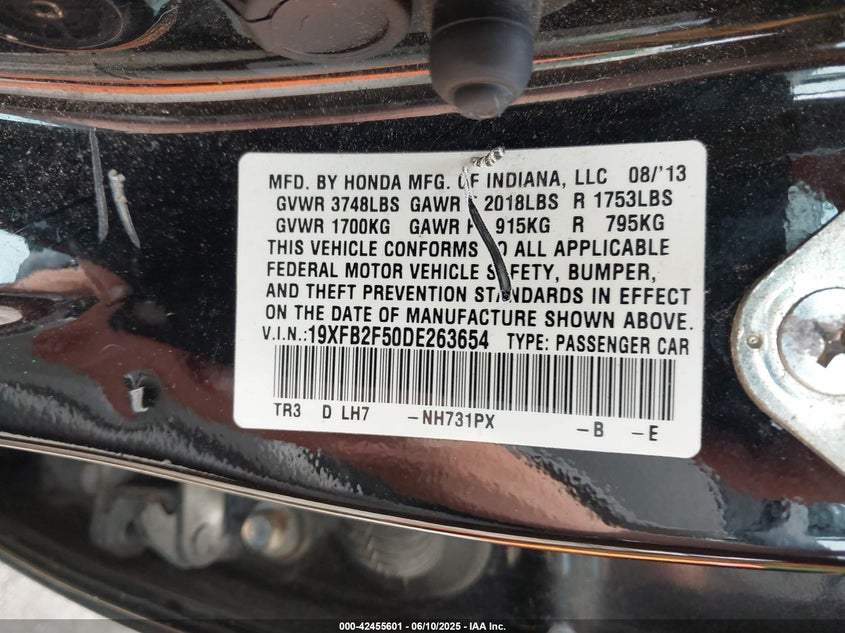 MFD. BY HONDA MFG. OF INDIANA, LLC 08/'13
GVWR 3748LBS GAWR 2018LBS R 1753LBS
GVWR 1700KG GAWR F 915KG R 795KG
THIS VEHICLE CONFORMS TO ALL APPLICABLE
FEDERAL MOTOR VEHICLE SAFETY, BUMPER,
AND THEFT PREVENTION STANDARDS IN EFFECT
ON THE DATE OF MANUFACTURE SHOWN ABOVE.
V.I.N.:19XFB2F50DE263654 TYPE: PASSENGER CAR
TR3 D LH7 -NH731PX -B -E
000-42455601 - 06/10/2025 - IAA Inc.